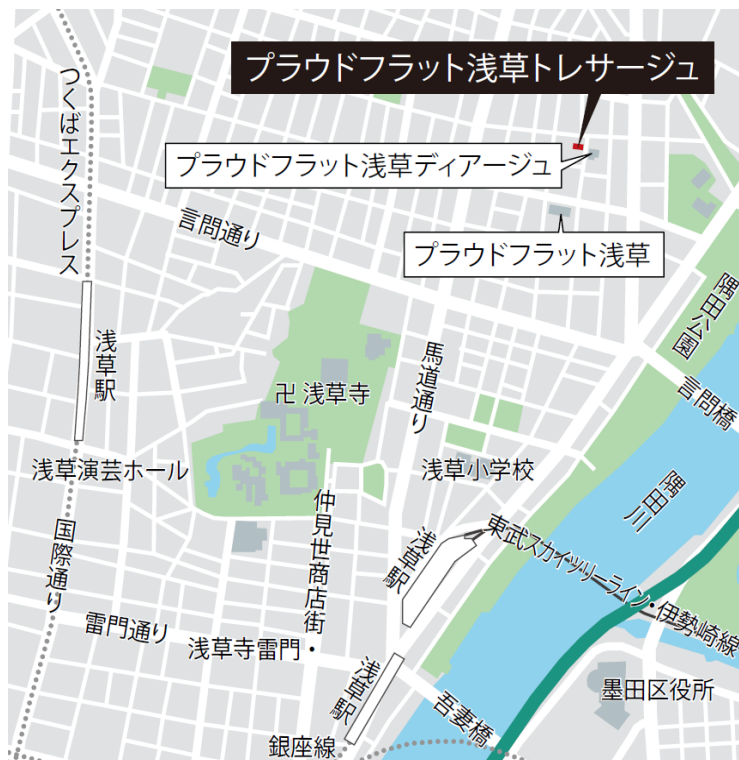 つくばエクスプレス
プラウドフラット浅草トレサージュ
プラウドフラット浅草ディアージュ
言問通り
プラウドフラット浅草
隅田公園
浅草駅
馬道通り
卍 浅草寺
言問橋
浅草演芸ホール
浅草小学校
隅田川
国際通り
仲見世商店街・
浅草駅
東武スカイツリーライン・伊勢崎線
雷門通り
浅草寺雷門・
浅草駅
吾妻橋
墨田区役所
銀座線